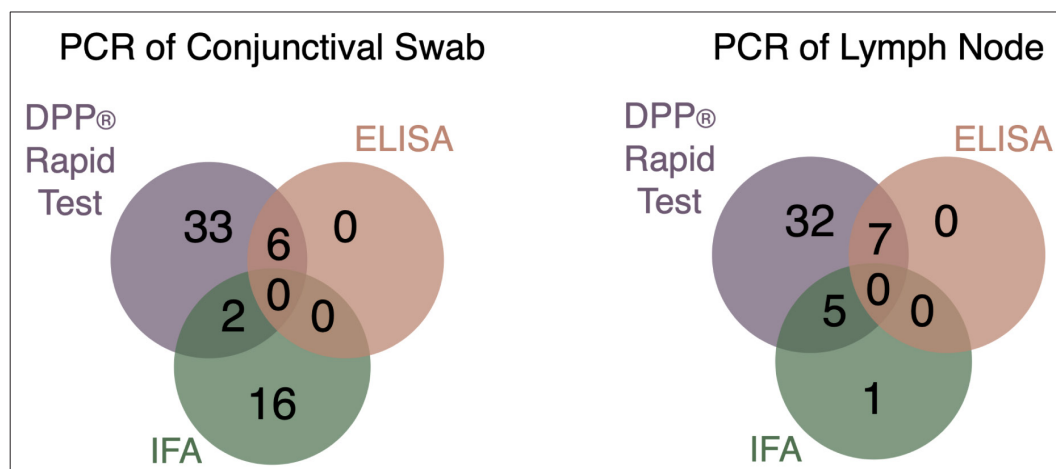 PCR of Conjunctival Swab
DPP®
Rapid
Test
ELISA
33
6
0
0
2
0
16
IFA
PCR of Lymph Node
DPP®
Rapid
Test
ELISA
32
7
0
0
5
0
1
IFA